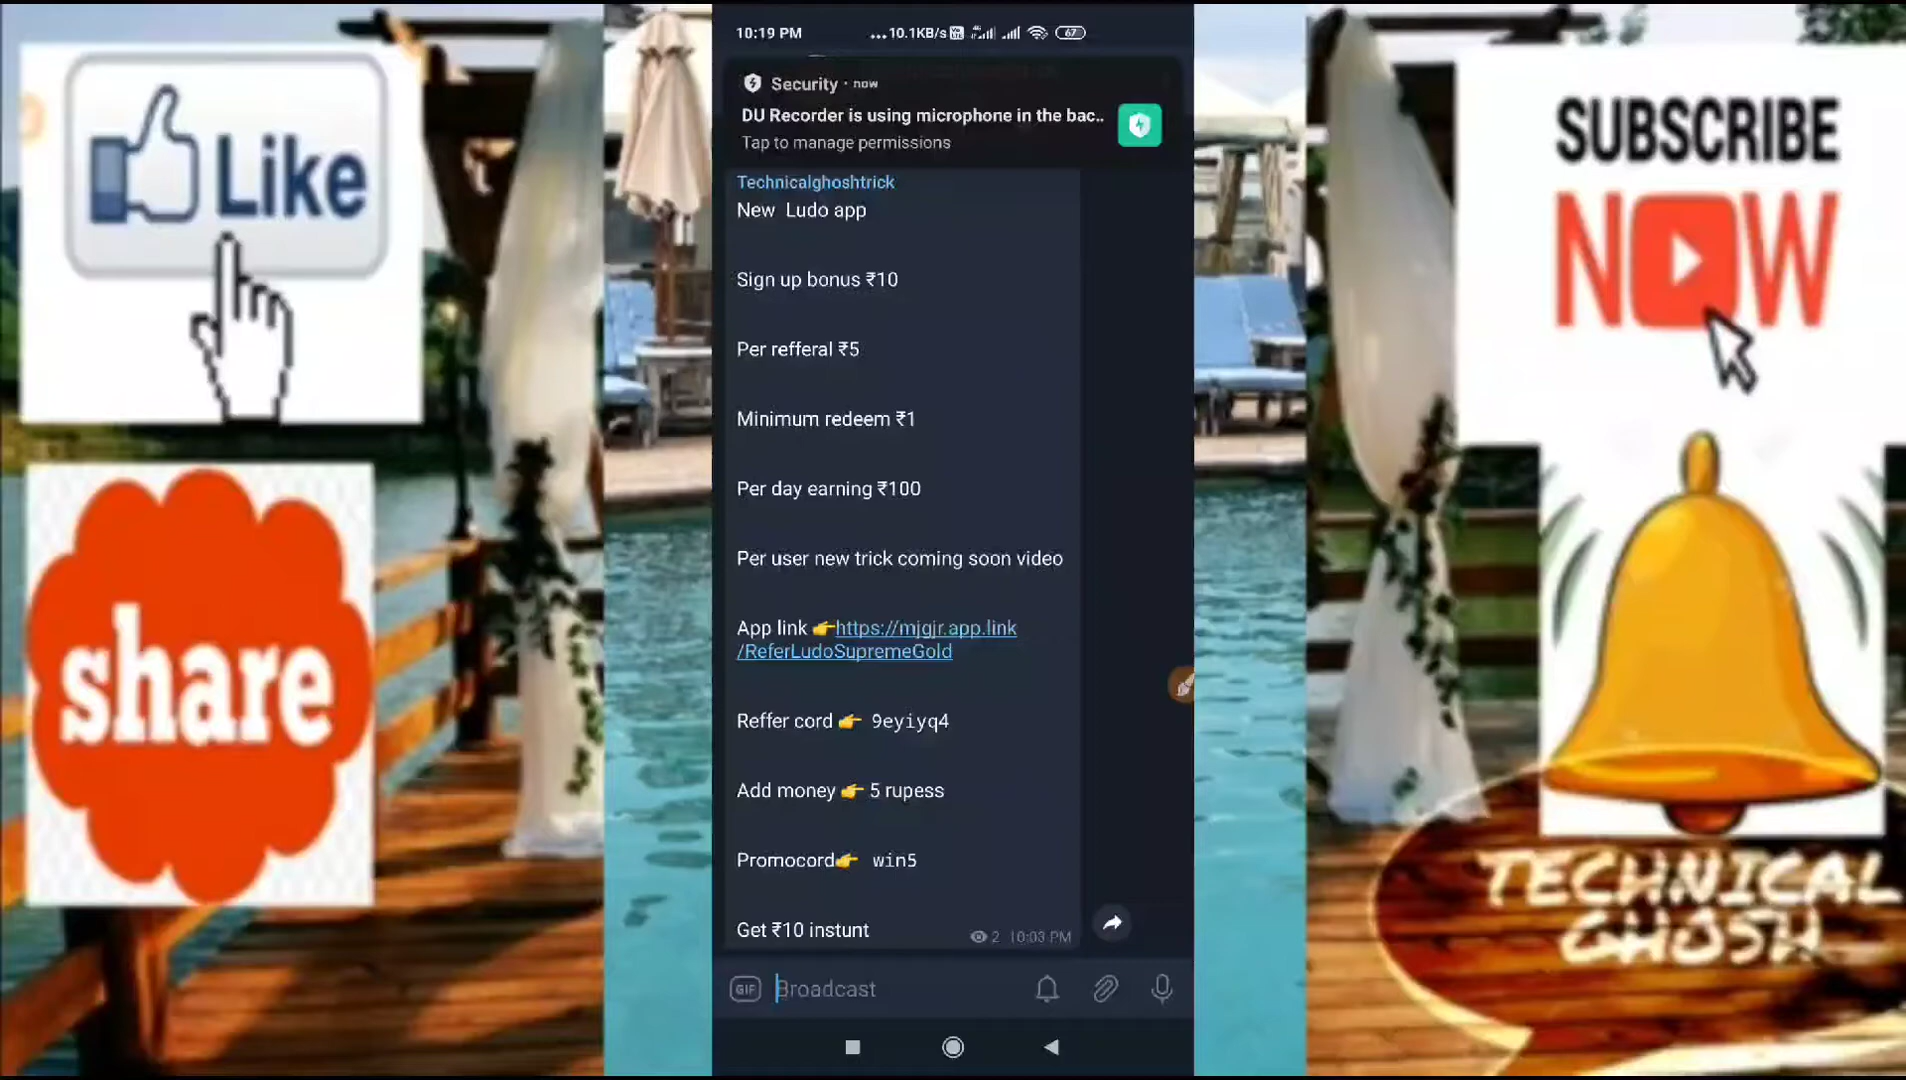 Like
share
10:19 PM
...10.1KB/s
67
Security · now
DU Recorder is using microphone in the bac..
Tap to manage permissions
Technicalghoshtrick
New Ludo app
Sign up bonus ₹10
Per refferal ₹5
Minimum redeem ₹1
Per day earning ₹100
Per user new trick coming soon video
App link 👉https://mjgjr.app.link
/ReferLudoSupremeGold
Reffer cord 👉 9eyiyq4
Add money 👉 5 rupess
Promocord👉 win5
Get ₹10 instunt
2 10:03 PM
GIF
Broadcast
SUBSCRIBE
NOW
TECHNICAL
GHOSH